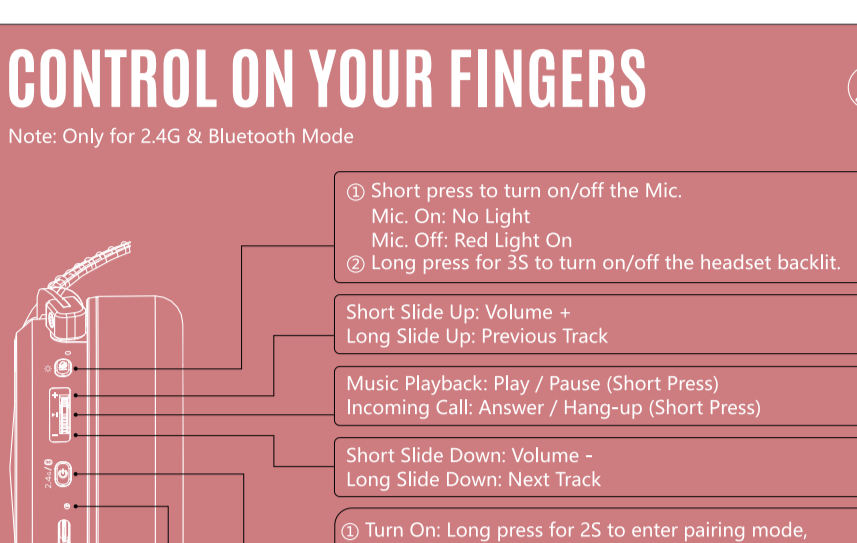 CONTROL ON YOUR FINGERS
Note: Only for 2.4G & Bluetooth Mode
① Short press to turn on/off the Mic.
Mic. On: No Light
Mic. Off: Red Light On
② Long press for 3S to turn on/off the headset backlit.
Short Slide Up: Volume +
Long Slide Up: Previous Track
Music Playback: Play / Pause (Short Press)
Incoming Call: Answer / Hang-up (Short Press)
Short Slide Down: Volume -
Long Slide Down: Next Track
2.4G/
① Turn On: Long press for 2S to enter pairing mode,